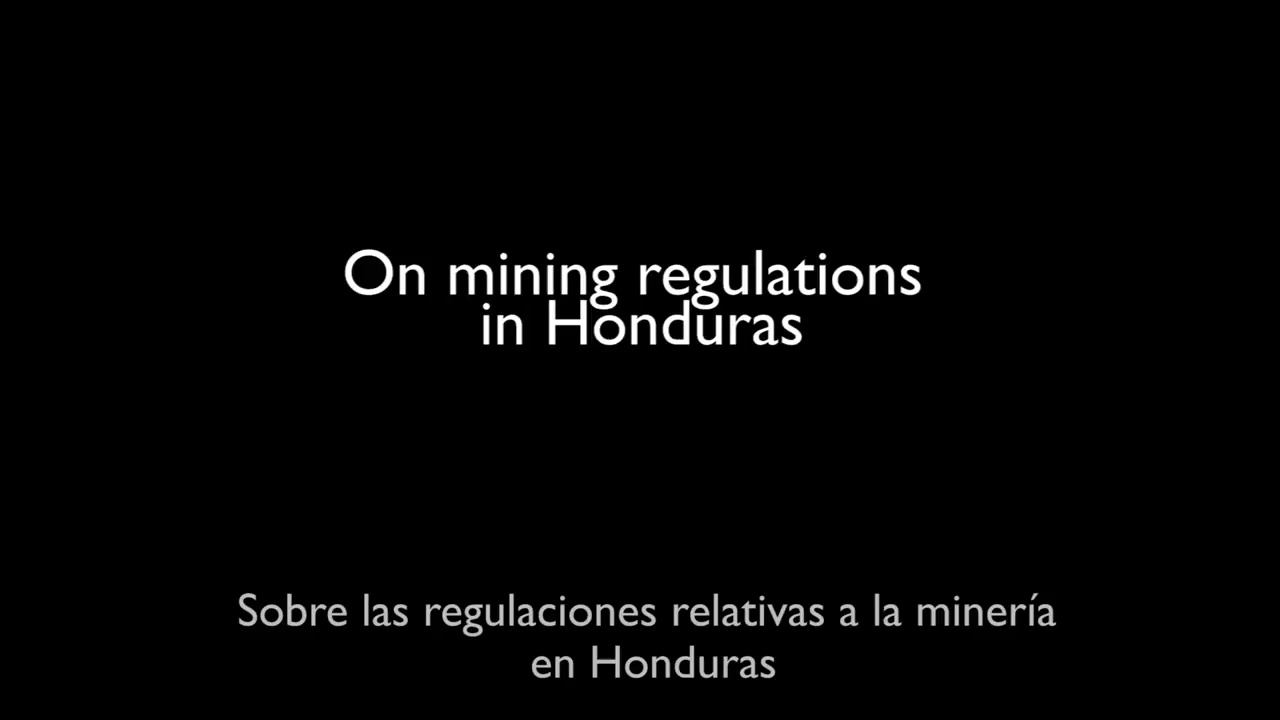 On mining regulations
in Honduras
Sobre las regulaciones relativas a la minería
en Honduras